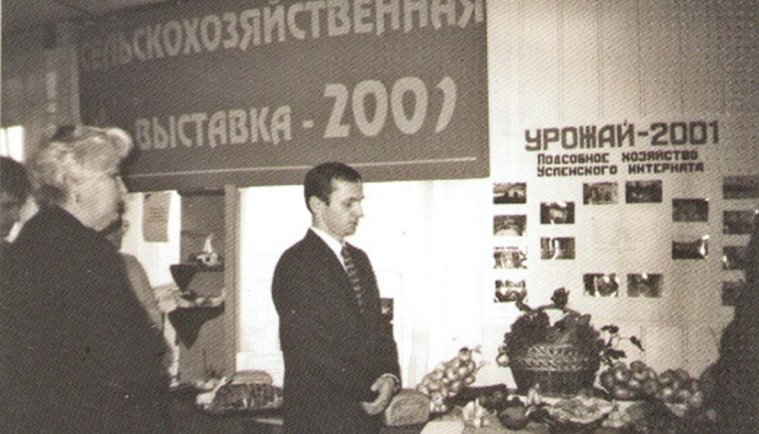 СЕЛЬСКОХОЗЯЙСТВЕННАЯ
ВЫСТАВКА - 2001
УРОЖАЙ-2001
ПОДСОБНОЕ ХОЗЯЙСТВО
УСПЕНСКОГО ИНТЕРНАТА